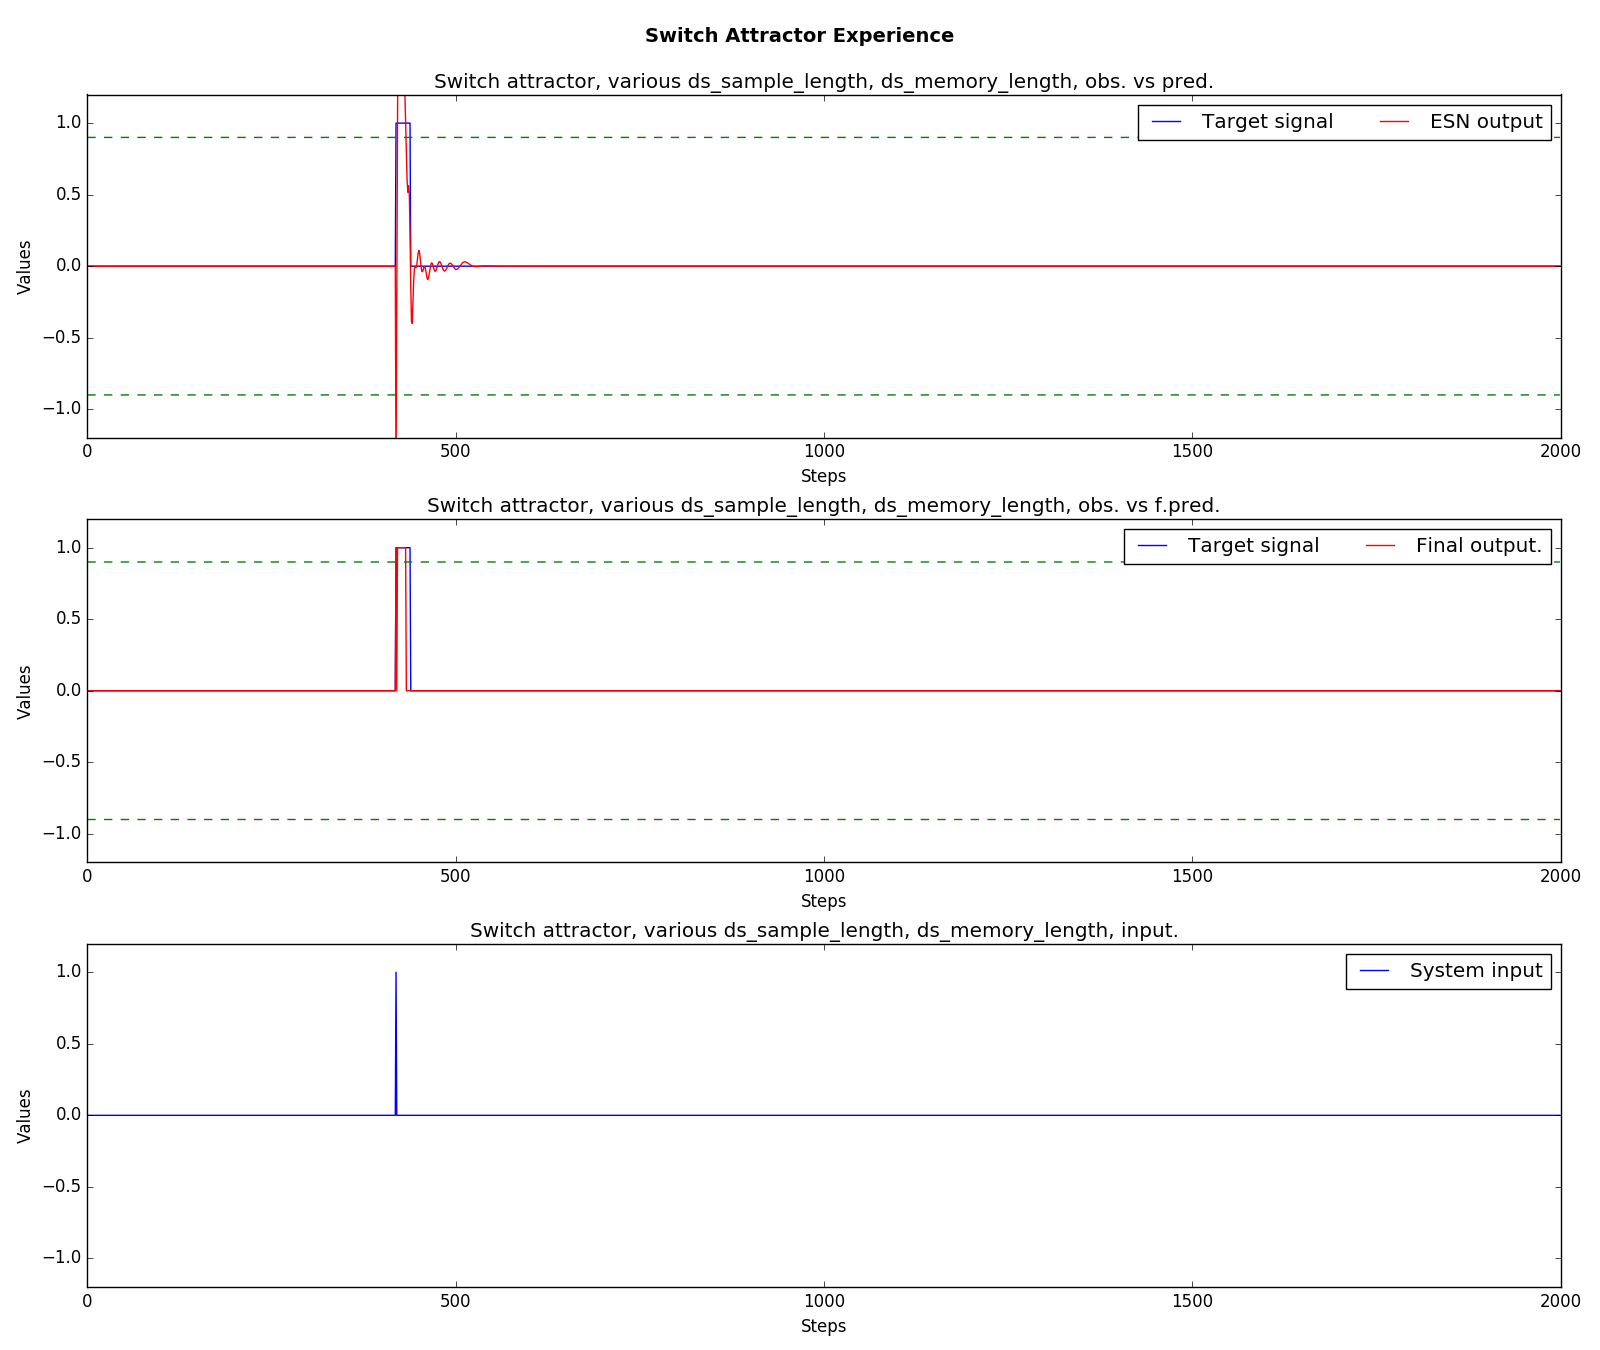 Switch Attractor Experience
Switch attractor, various ds_sample_length, ds_memory_length, obs. vs pred.
Target signal ESN output
1.0
0.5
0.0
−0.5
−1.0
Values
0 500 1000 1500 2000
Steps
Switch attractor, various ds_sample_length, ds_memory_length, obs. vs f.pred.
Target signal Final output.
1.0
0.5
0.0
−0.5
−1.0
Values
0 500 1000 1500 2000
Steps
Switch attractor, various ds_sample_length, ds_memory_length, input.
System input
1.0
0.5
0.0
−0.5
−1.0
Values
0 500 1000 1500 2000
Steps